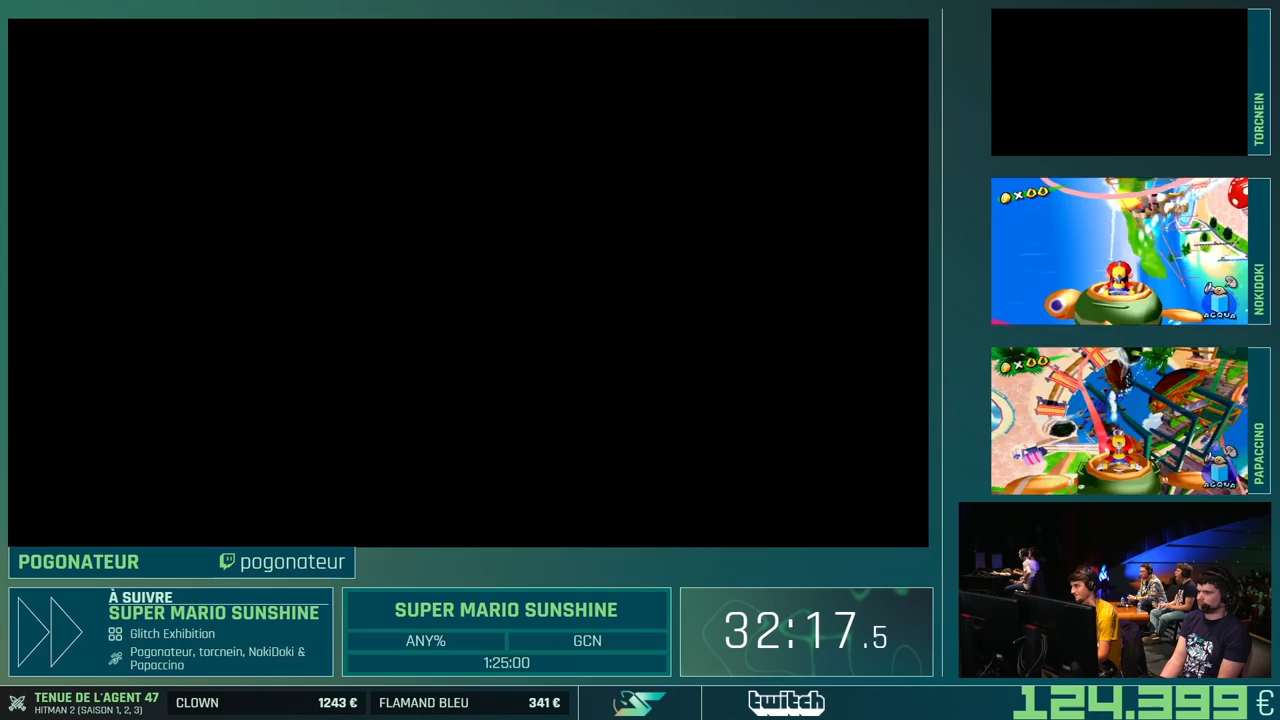 TORCNEIN
NOKIDOKI
ACQUA
PAPACCINO
ACQUA
POGONATEUR
pogonateur
À SUIVRE
SUPER MARIO SUNSHINE
Glitch Exhibition
Pogonateur, torcnein, NokiDoki &
Papaccino
SUPER MARIO SUNSHINE
ANY%
GCN
1:25:00
32:17.5
TENUE DE L'AGENT 47
HITMAN 2 (SAISON 1, 2, 3)
CLOWN 1243 €
FLAMAND BLEU 341 €
twitch
124.399 €